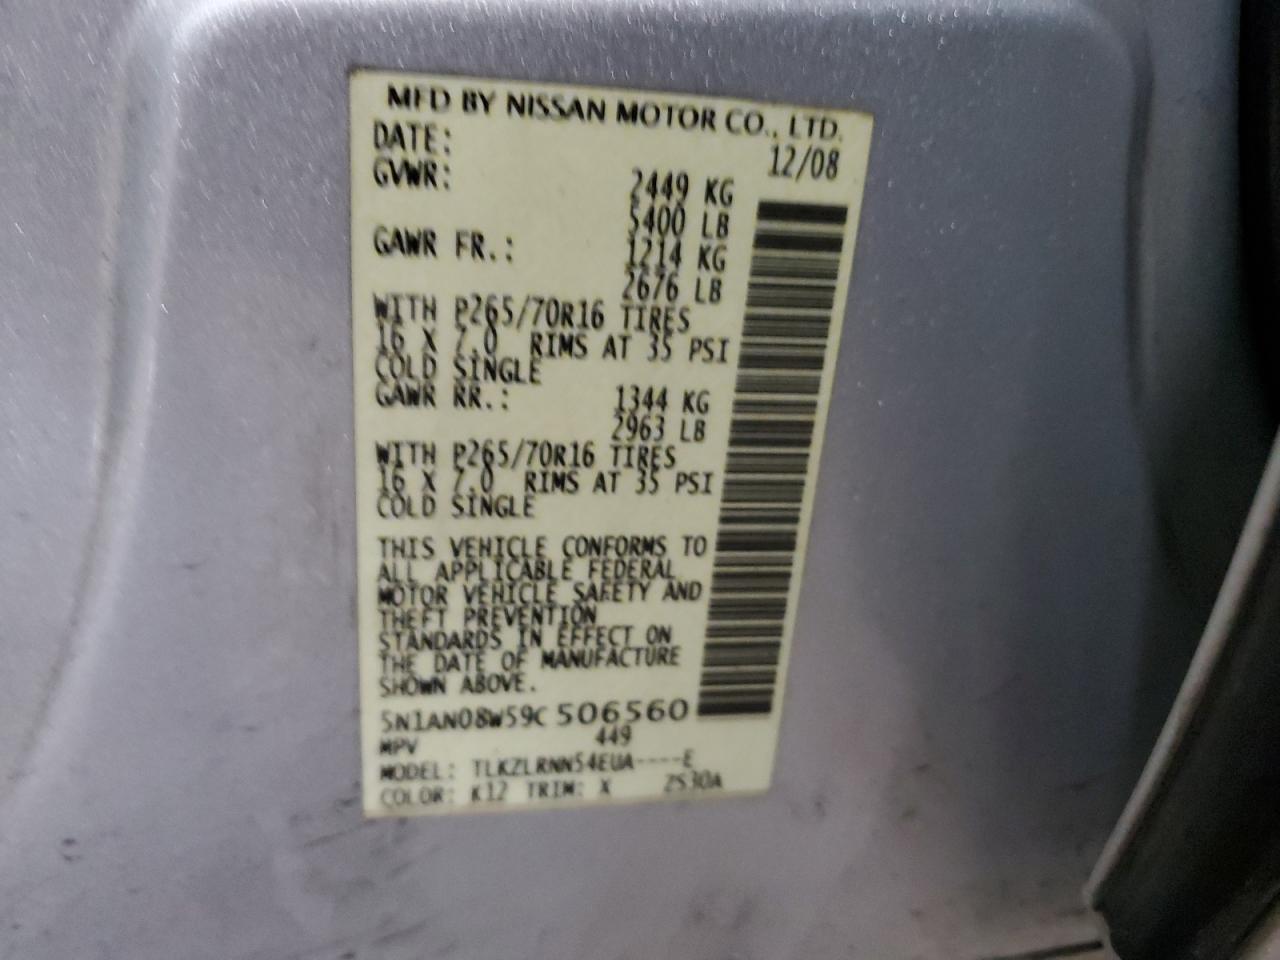 MFD BY NISSAN MOTOR CO., LTD.
DATE: 12/08
GVWR: 2449 KG
5400 LB
GAWR FR.: 1214 KG
2676 LB
WITH P265/70R16 TIRES
16 X 7.0 RIMS AT 35 PSI
COLD SINGLE
GAWR RR.: 1344 KG
2963 LB
WITH P265/70R16 TIRES
16 X 7.0 RIMS AT 35 PSI
COLD SINGLE
THIS VEHICLE CONFORMS TO
ALL APPLICABLE FEDERAL
MOTOR VEHICLE SAFETY AND
THEFT PREVENTION
STANDARDS IN EFFECT ON
THE DATE OF MANUFACTURE
SHOWN ABOVE.
5N1AN08W59C506560
MPV 449
MODEL: TLKZLRNN54EUA----E
COLOR: K12 TRIM: X ZS30A